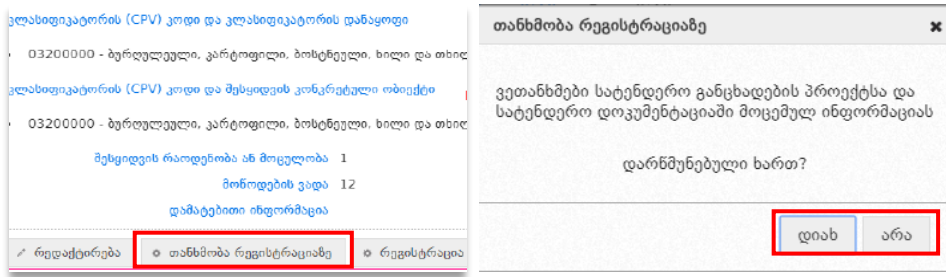 კლასიფიკატორის (CPV) კოდი და კლასიფიკატორის დანაყოფი
03200000 - ბურღულეული, კარტოფილი, ბოსტნეული, ხილი და თხილ
კლასიფიკატორის (CPV) კოდი და შესყიდვის კონკრეტული ობიექტი
03200000 - ბურღულეული, კარტოფილი, ბოსტნეული, ხილი და თხილ
შესყიდვის რაოდენობა ან მოცულობა 1
მოწოდების ვადა 12
დამატებითი ინფორმაცია
რედაქტირება თანხმობა რეგისტრაციაზე რეგისტრაცია
თანხმობა რეგისტრაციაზე
ვეთანხმები სატენდერო განცხადების პროექტსა და
სატენდერო დოკუმენტაციაში მოცემულ ინფორმაციას
დარწმუნებული ხართ?
დიახ არა